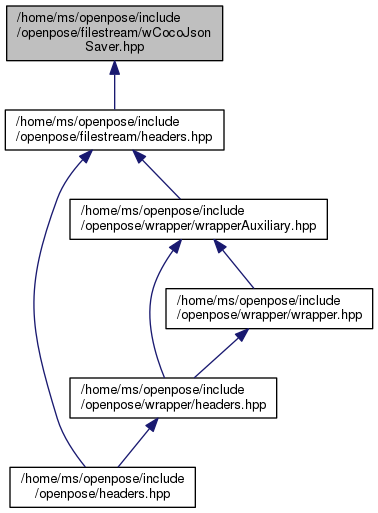 /home/ms/openpose/include
/openpose/filestream/wCocoJson
Saver.hpp
/home/ms/openpose/include
/openpose/filestream/headers.hpp
/home/ms/openpose/include
/openpose/wrapper/wrapperAuxiliary.hpp
/home/ms/openpose/include
/openpose/wrapper/wrapper.hpp
/home/ms/openpose/include
/openpose/wrapper/headers.hpp
/home/ms/openpose/include
/openpose/headers.hpp